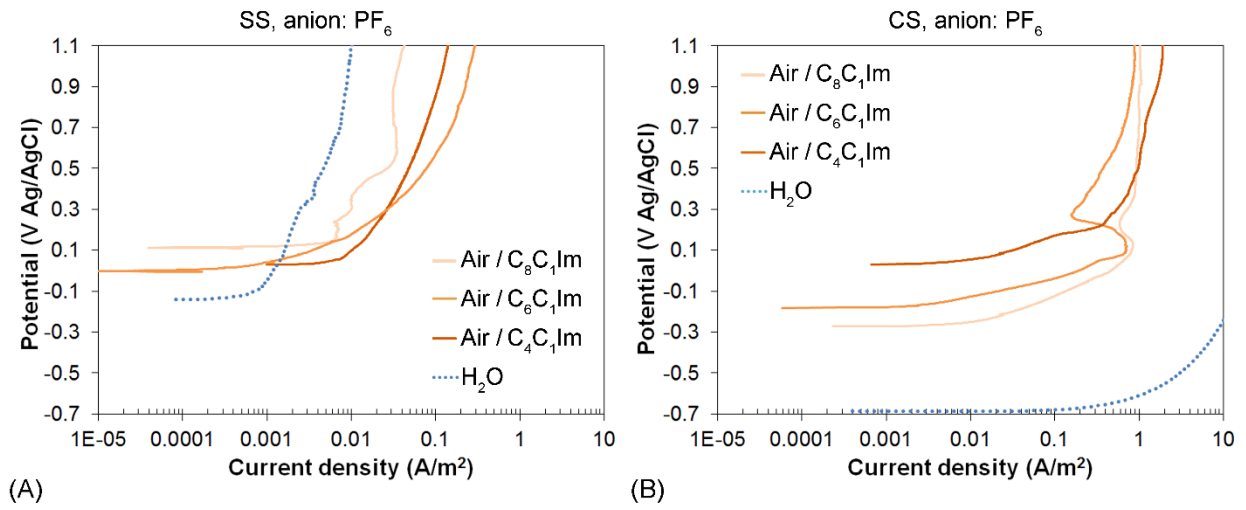 SS, anion: PF₆
1.1
0.9
0.7
0.5
0.3
0.1
-0.1
-0.3
-0.5
-0.7
Potential (V Ag/AgCl)
Air / C₈C₁Im
Air / C₆C₁Im
Air / C₄C₁Im
H₂O
1E-05 0.0001 0.001 0.01 0.1 1 10
Current density (A/m²)
(A)
CS, anion: PF₆
1.1
0.9
0.7
0.5
0.3
0.1
-0.1
-0.3
-0.5
-0.7
Potential (V Ag/AgCl)
Air / C₈C₁Im
Air / C₆C₁Im
Air / C₄C₁Im
H₂O
1E-05 0.0001 0.001 0.01 0.1 1 10
Current density (A/m²)
(B)